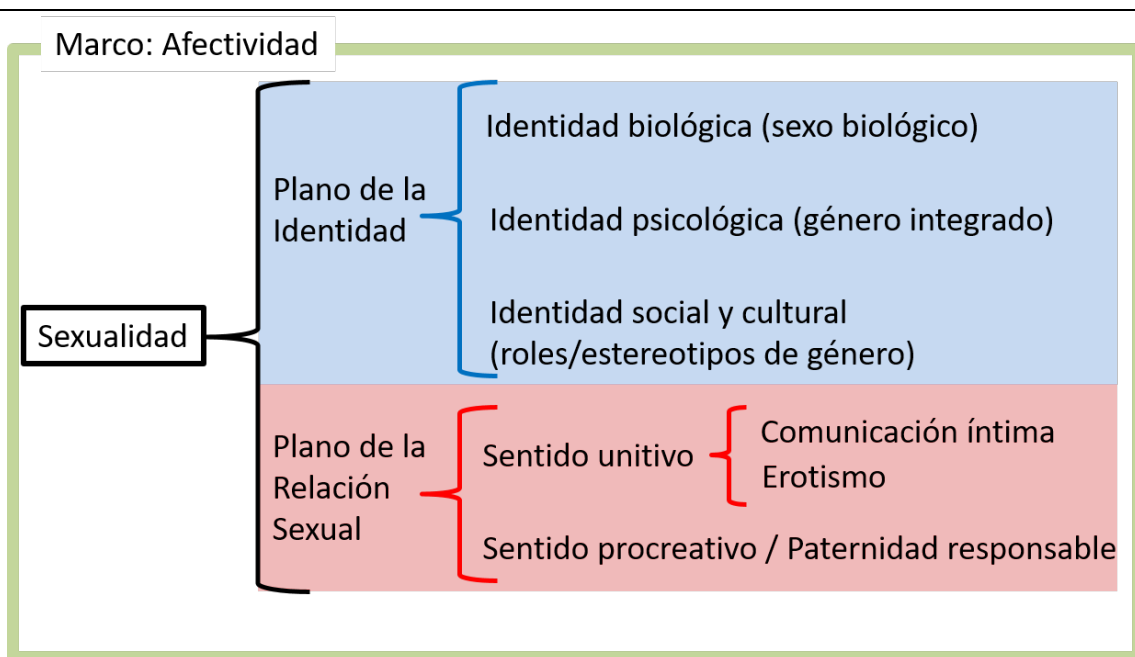 Marco: Afectividad
Sexualidad
Plano de la
Identidad
Identidad biológica (sexo biológico)
Identidad psicológica (género integrado)
Identidad social y cultural
(roles/estereotipos de género)
Plano de la
Relación
Sexual
Sentido unitivo
Comunicación íntima
Erotismo
Sentido procreativo / Paternidad responsable